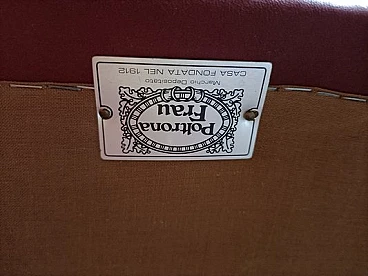 Poltrona
Frau
Marchio Depositato
CASA FONDATA NEL 1912